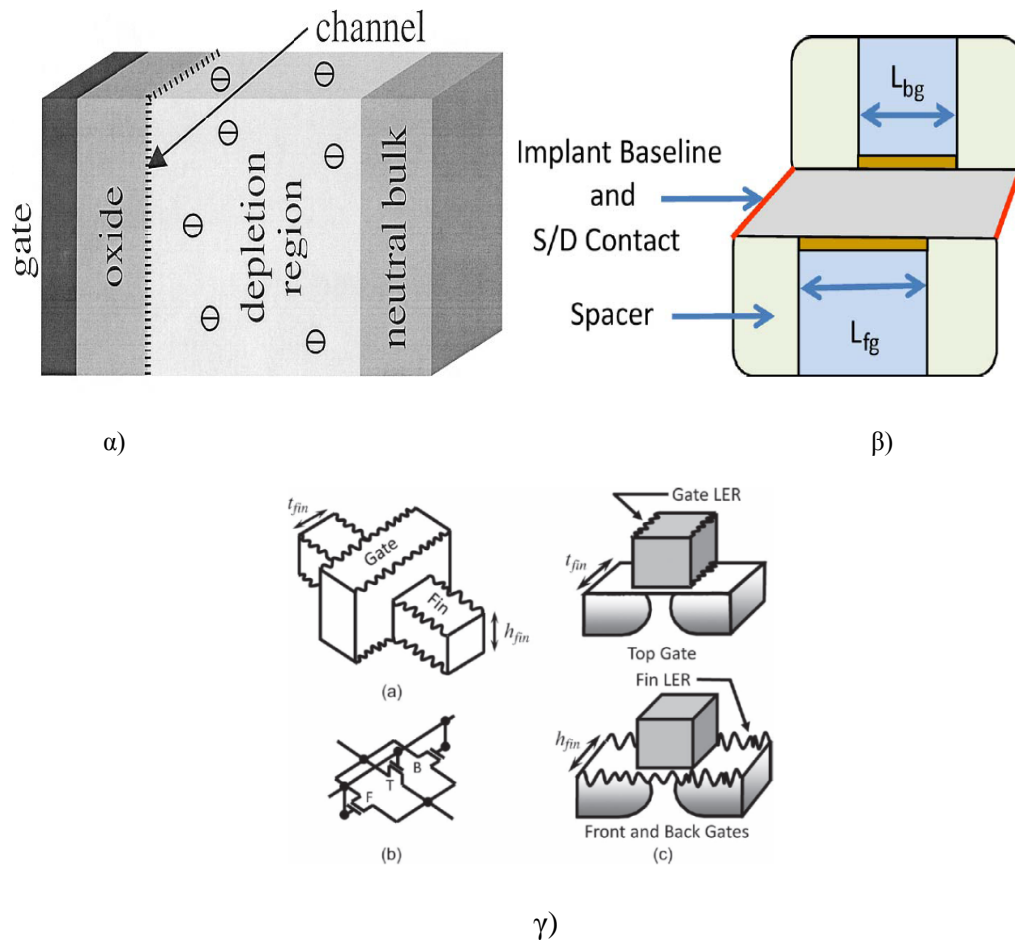 channel
gate
oxide
depletion
region
neutral bulk
α)
L_bg
Implant Baseline
and
S/D Contact
Spacer
L_fg
β)
t_fin
Gate
Fin
h_fin
(a)
F
T
B
(b)
Gate LER
t_fin
Top Gate
Fin LER
h_fin
Front and Back Gates
(c)
γ)